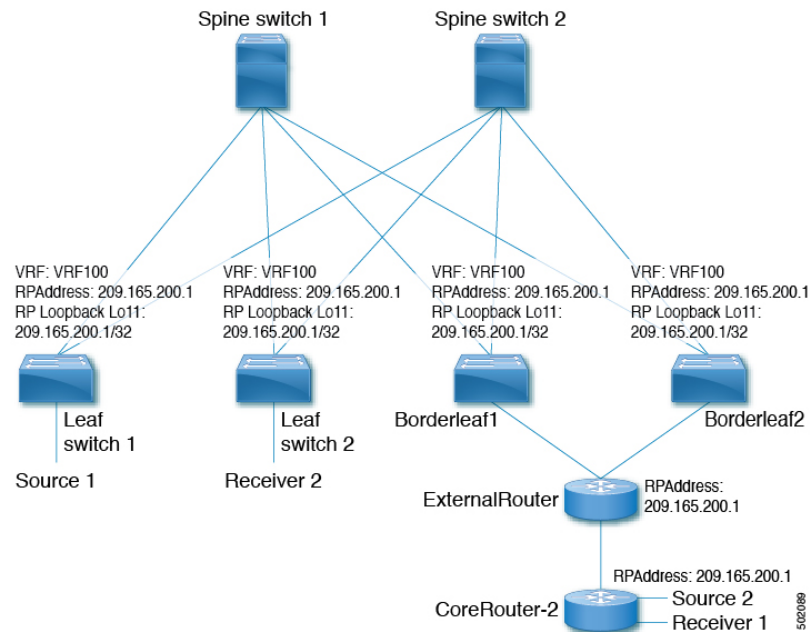 Spine switch 1
Spine switch 2
VRF: VRF100
RPAddress: 209.165.200.1
RP Loopback Lo11:
209.165.200.1/32
VRF: VRF100
RPAddress: 209.165.200.1
RP Loopback Lo11:
209.165.200.1/32
VRF: VRF100
RPAddress: 209.165.200.1
RP Loopback Lo11:
209.165.200.1/32
VRF: VRF100
RPAddress: 209.165.200.1
RP Loopback Lo11:
209.165.200.1/32
Leaf
switch 1
Leaf
switch 2
Borderleaf1
Borderleaf2
Source 1
Receiver 2
ExternalRouter
RPAddress:
209.165.200.1
RPAddress: 209.165.200.1
CoreRouter-2
Source 2
Receiver 1
502089